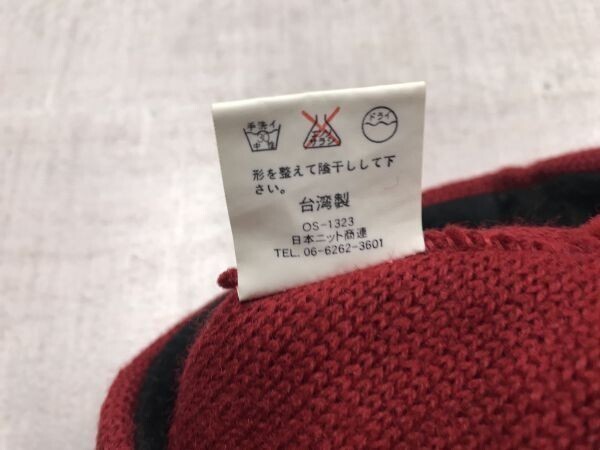 手洗イ
30
中性
エンソ
サラシ
ドライ
形を整えて陰干しして下
さい。
台湾製
OS-1323
日本ニット商連
TEL. 06-6262-3601